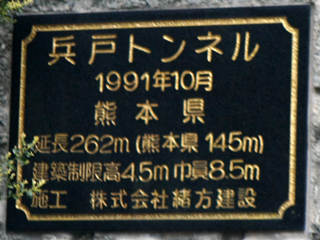 兵戸トンネル
1991年10月
熊本県
延長262m(熊本県 145m)
建築制限高4.5m 巾員8.5m
施工 株式会社緒方建設